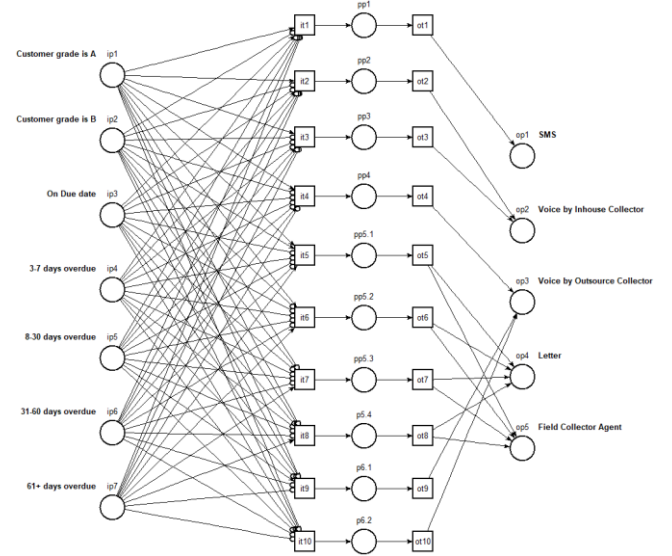 pp1
it1
ot1
Customer grade is A ip1
pp2
it2
ot2
Customer grade is B ip2
pp3
it3
ot3
op1 SMS
On Due date ip3
pp4
it4
ot4
op2 Voice by Inhouse Collector
3-7 days overdue ip4
pp5.1
it5
ot5
op3 Voice by Outsource Collector
8-30 days overdue ip5
pp5.2
it6
ot6
op4 Letter
pp5.3
it7
ot7
31-60 days overdue ip6
p5.4
it8
ot8
op5 Field Collector Agent
61+ days overdue ip7
p6.1
it9
ot9
p6.2
it10
ot10